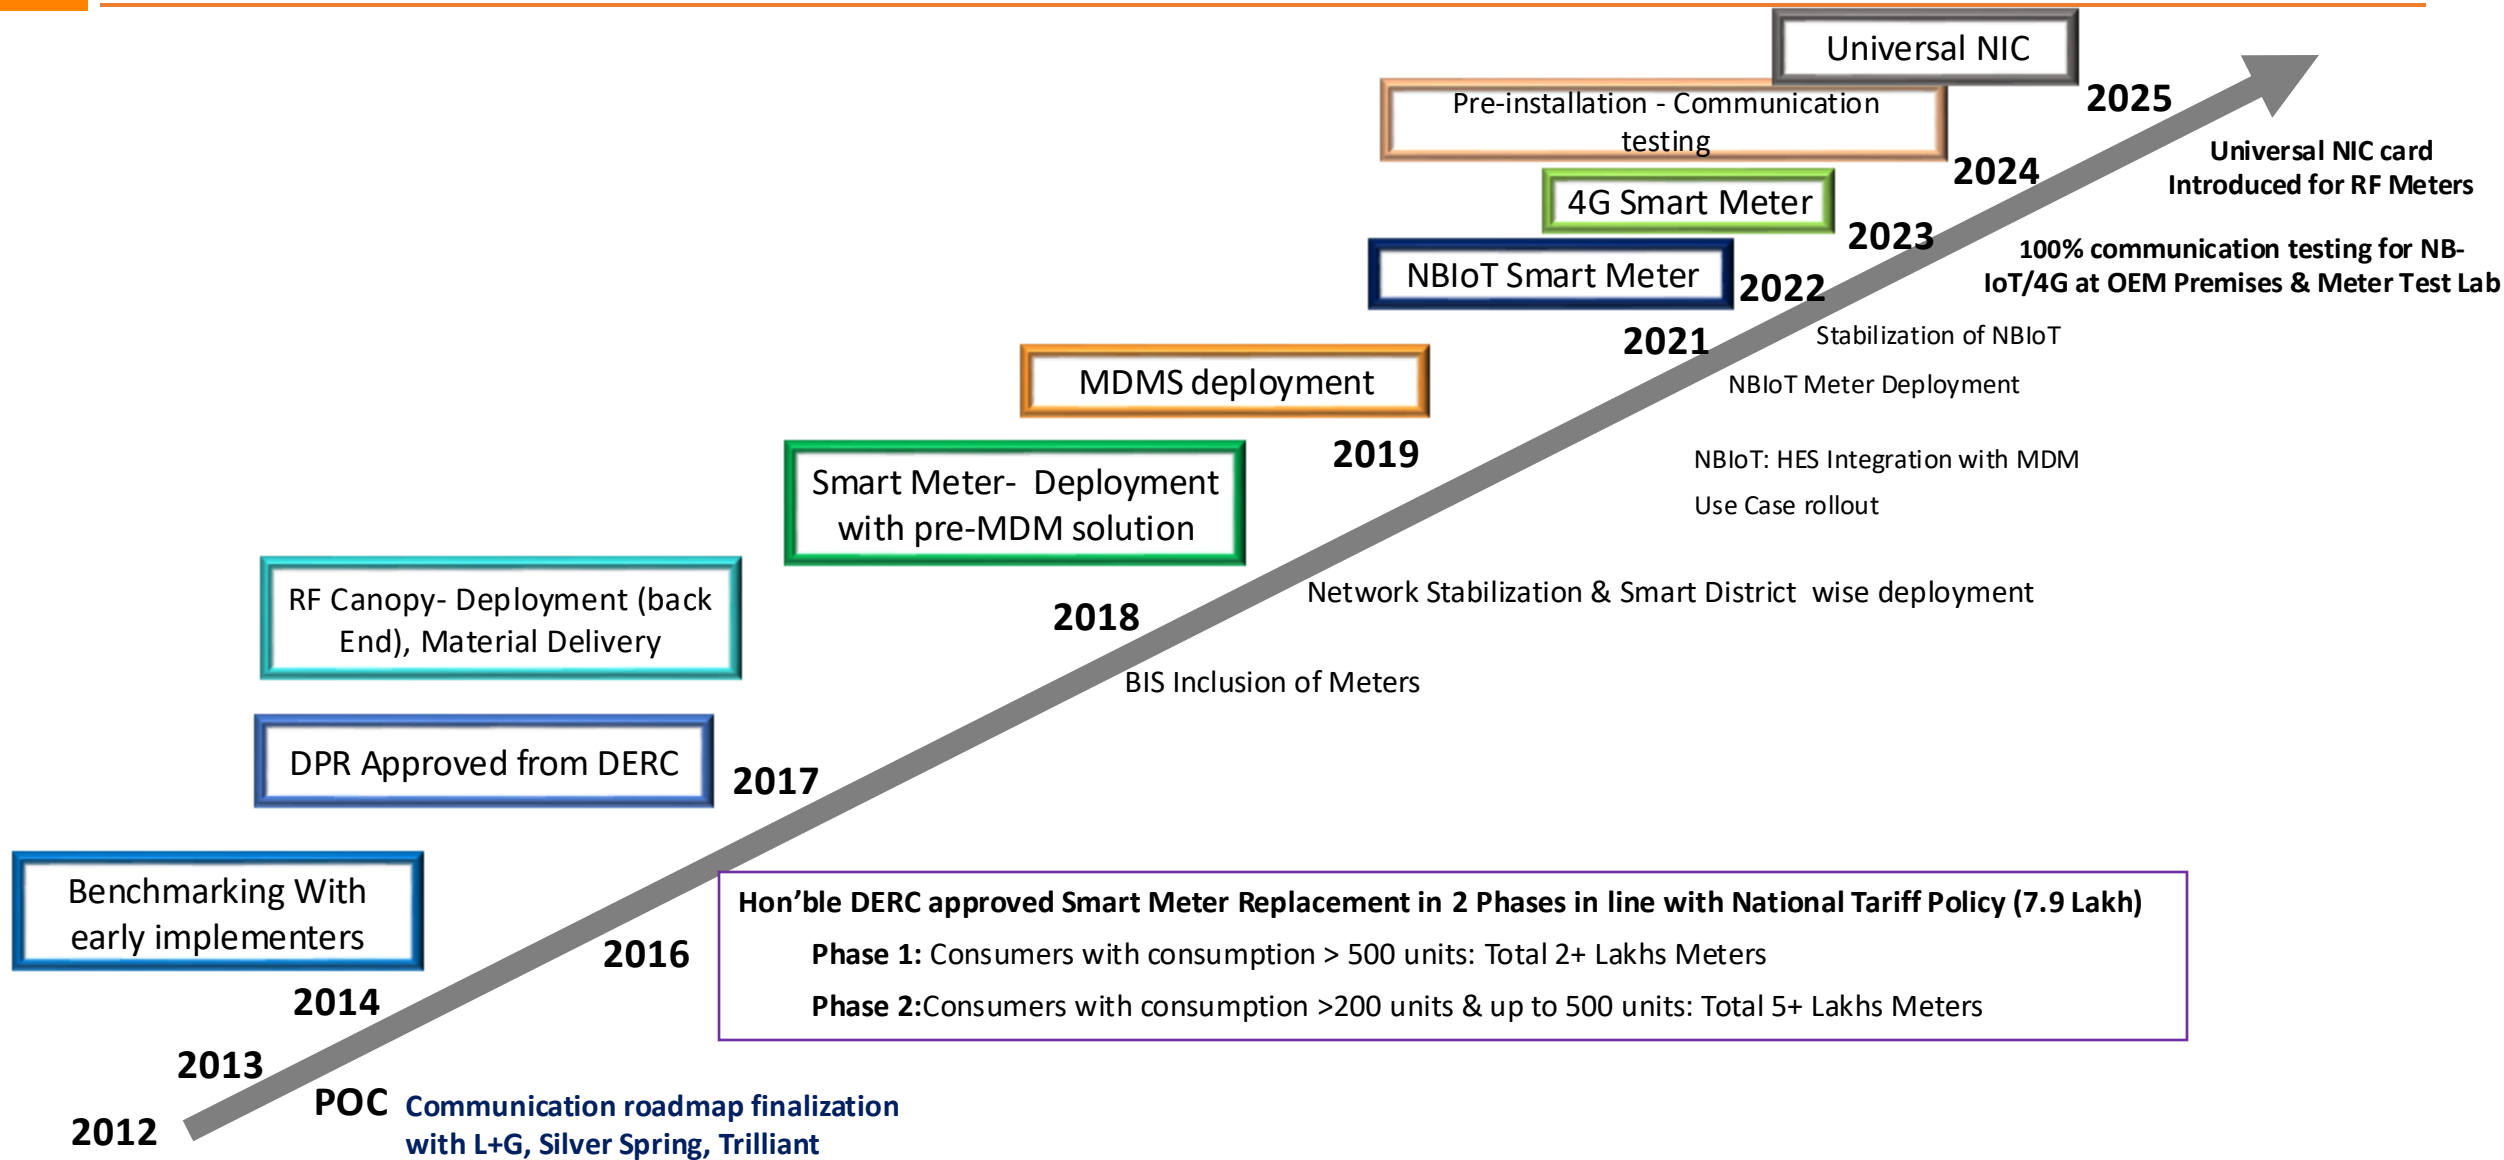 Universal NIC
2025
Pre-installation - Communication
testing
Universal NIC card
Introduced for RF Meters
2024
4G Smart Meter
2023
100% communication testing for NB-
IoT/4G at OEM Premises & Meter Test Lab
NBIoT Smart Meter
2022
Stabilization of NBIoT
2021
NBIoT Meter Deployment
MDMS deployment
2019
NBIoT: HES Integration with MDM
Use Case rollout
Smart Meter- Deployment
with pre-MDM solution
Network Stabilization & Smart District wise deployment
2018
RF Canopy- Deployment (back
End), Material Delivery
BIS Inclusion of Meters
DPR Approved from DERC
2017
Benchmarking With
early implementers
Hon’ble DERC approved Smart Meter Replacement in 2 Phases in line with National Tariff Policy (7.9 Lakh)
Phase 1: Consumers with consumption > 500 units: Total 2+ Lakhs Meters
Phase 2:Consumers with consumption >200 units & up to 500 units: Total 5+ Lakhs Meters
2016
2014
2013
POC
Communication roadmap finalization
with L+G, Silver Spring, Trilliant
2012